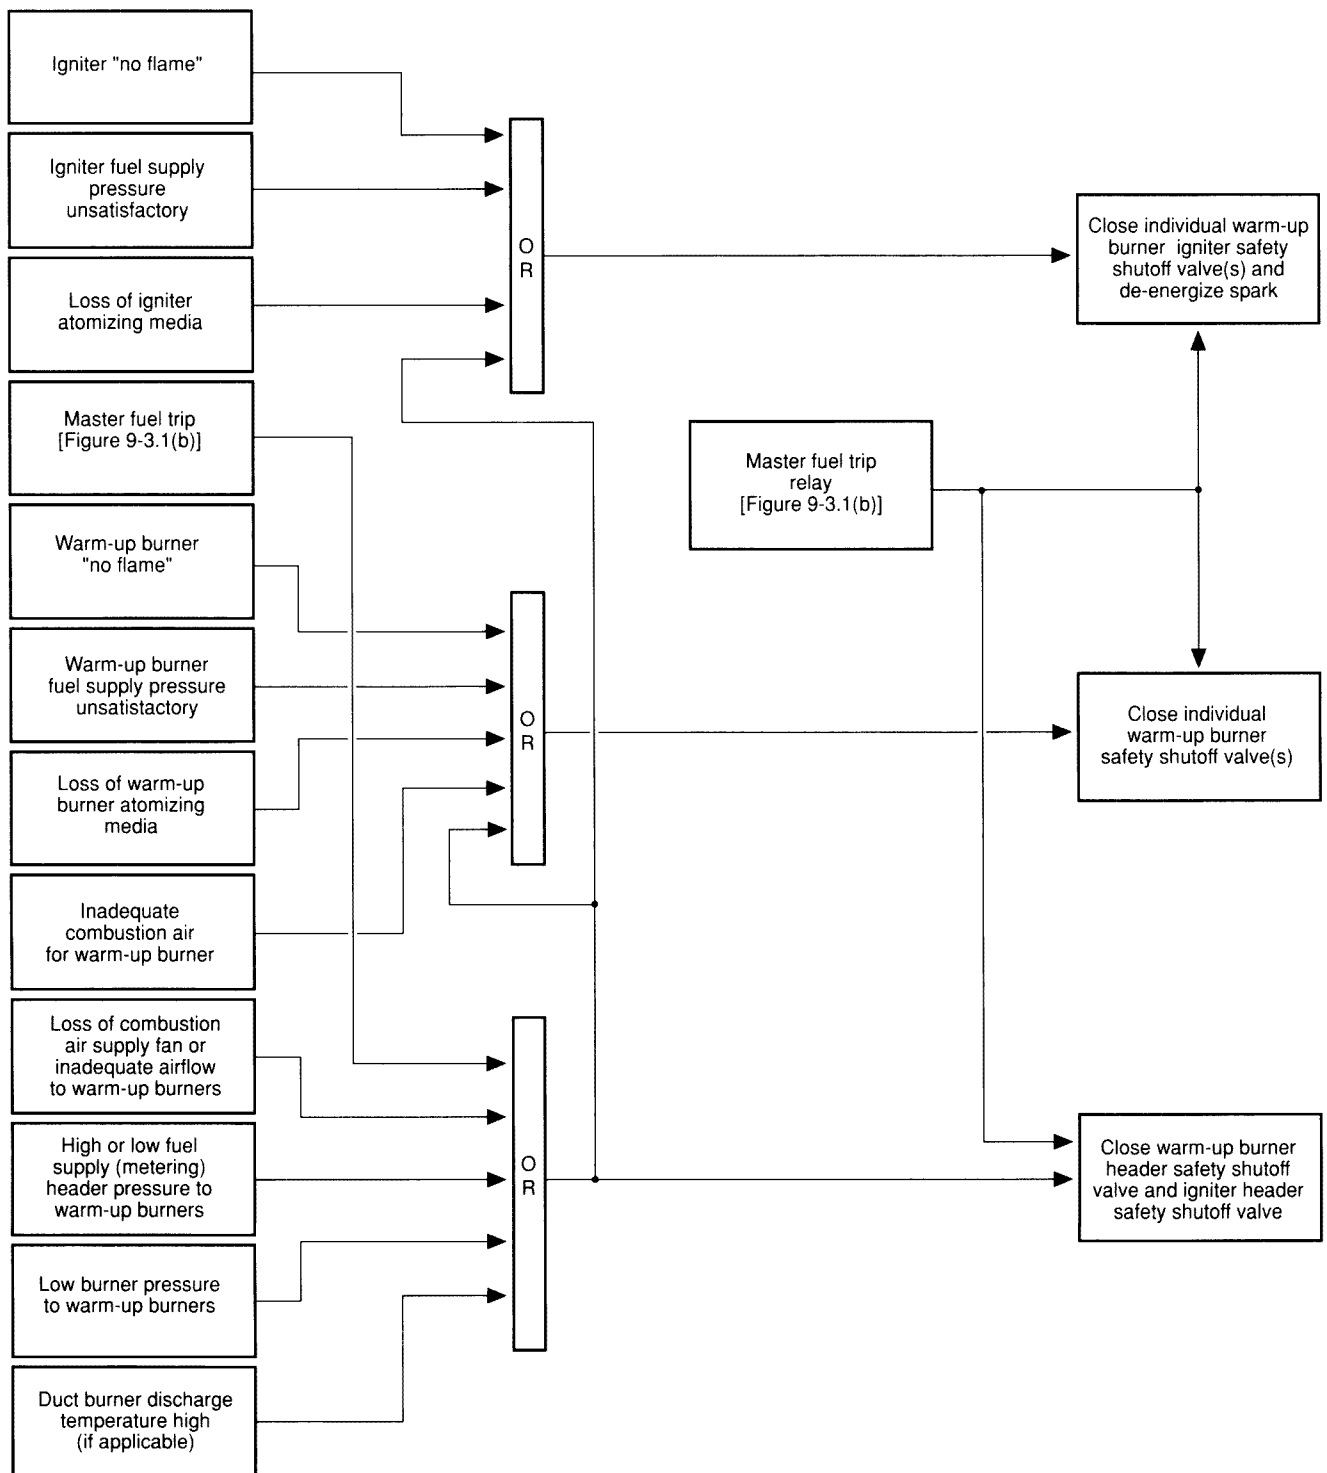 Igniter "no flame"
Igniter fuel supply
pressure
unsatisfactory
Loss of igniter
atomizing media
Master fuel trip
[Figure 9-3.1(b)]
Warm-up burner
"no flame"
Warm-up burner
fuel supply pressure
unsatistactory
Loss of warm-up
burner atomizing
media
Inadequate
combustion air
for warm-up burner
Loss of combustion
air supply fan or
inadequate airflow
to warm-up burners
High or low fuel
supply (metering)
header pressure to
warm-up burners
Low burner pressure
to warm-up burners
Duct burner discharge
temperature high
(if applicable)
O
R
O
R
O
R
Master fuel trip
relay
[Figure 9-3.1(b)]
Close individual warm-up
burner igniter safety
shutoff valve(s) and
de-energize spark
Close individual
warm-up burner
safety shutoff valve(s)
Close warm-up burner
header safety shutoff
valve and igniter header
safety shutoff valve